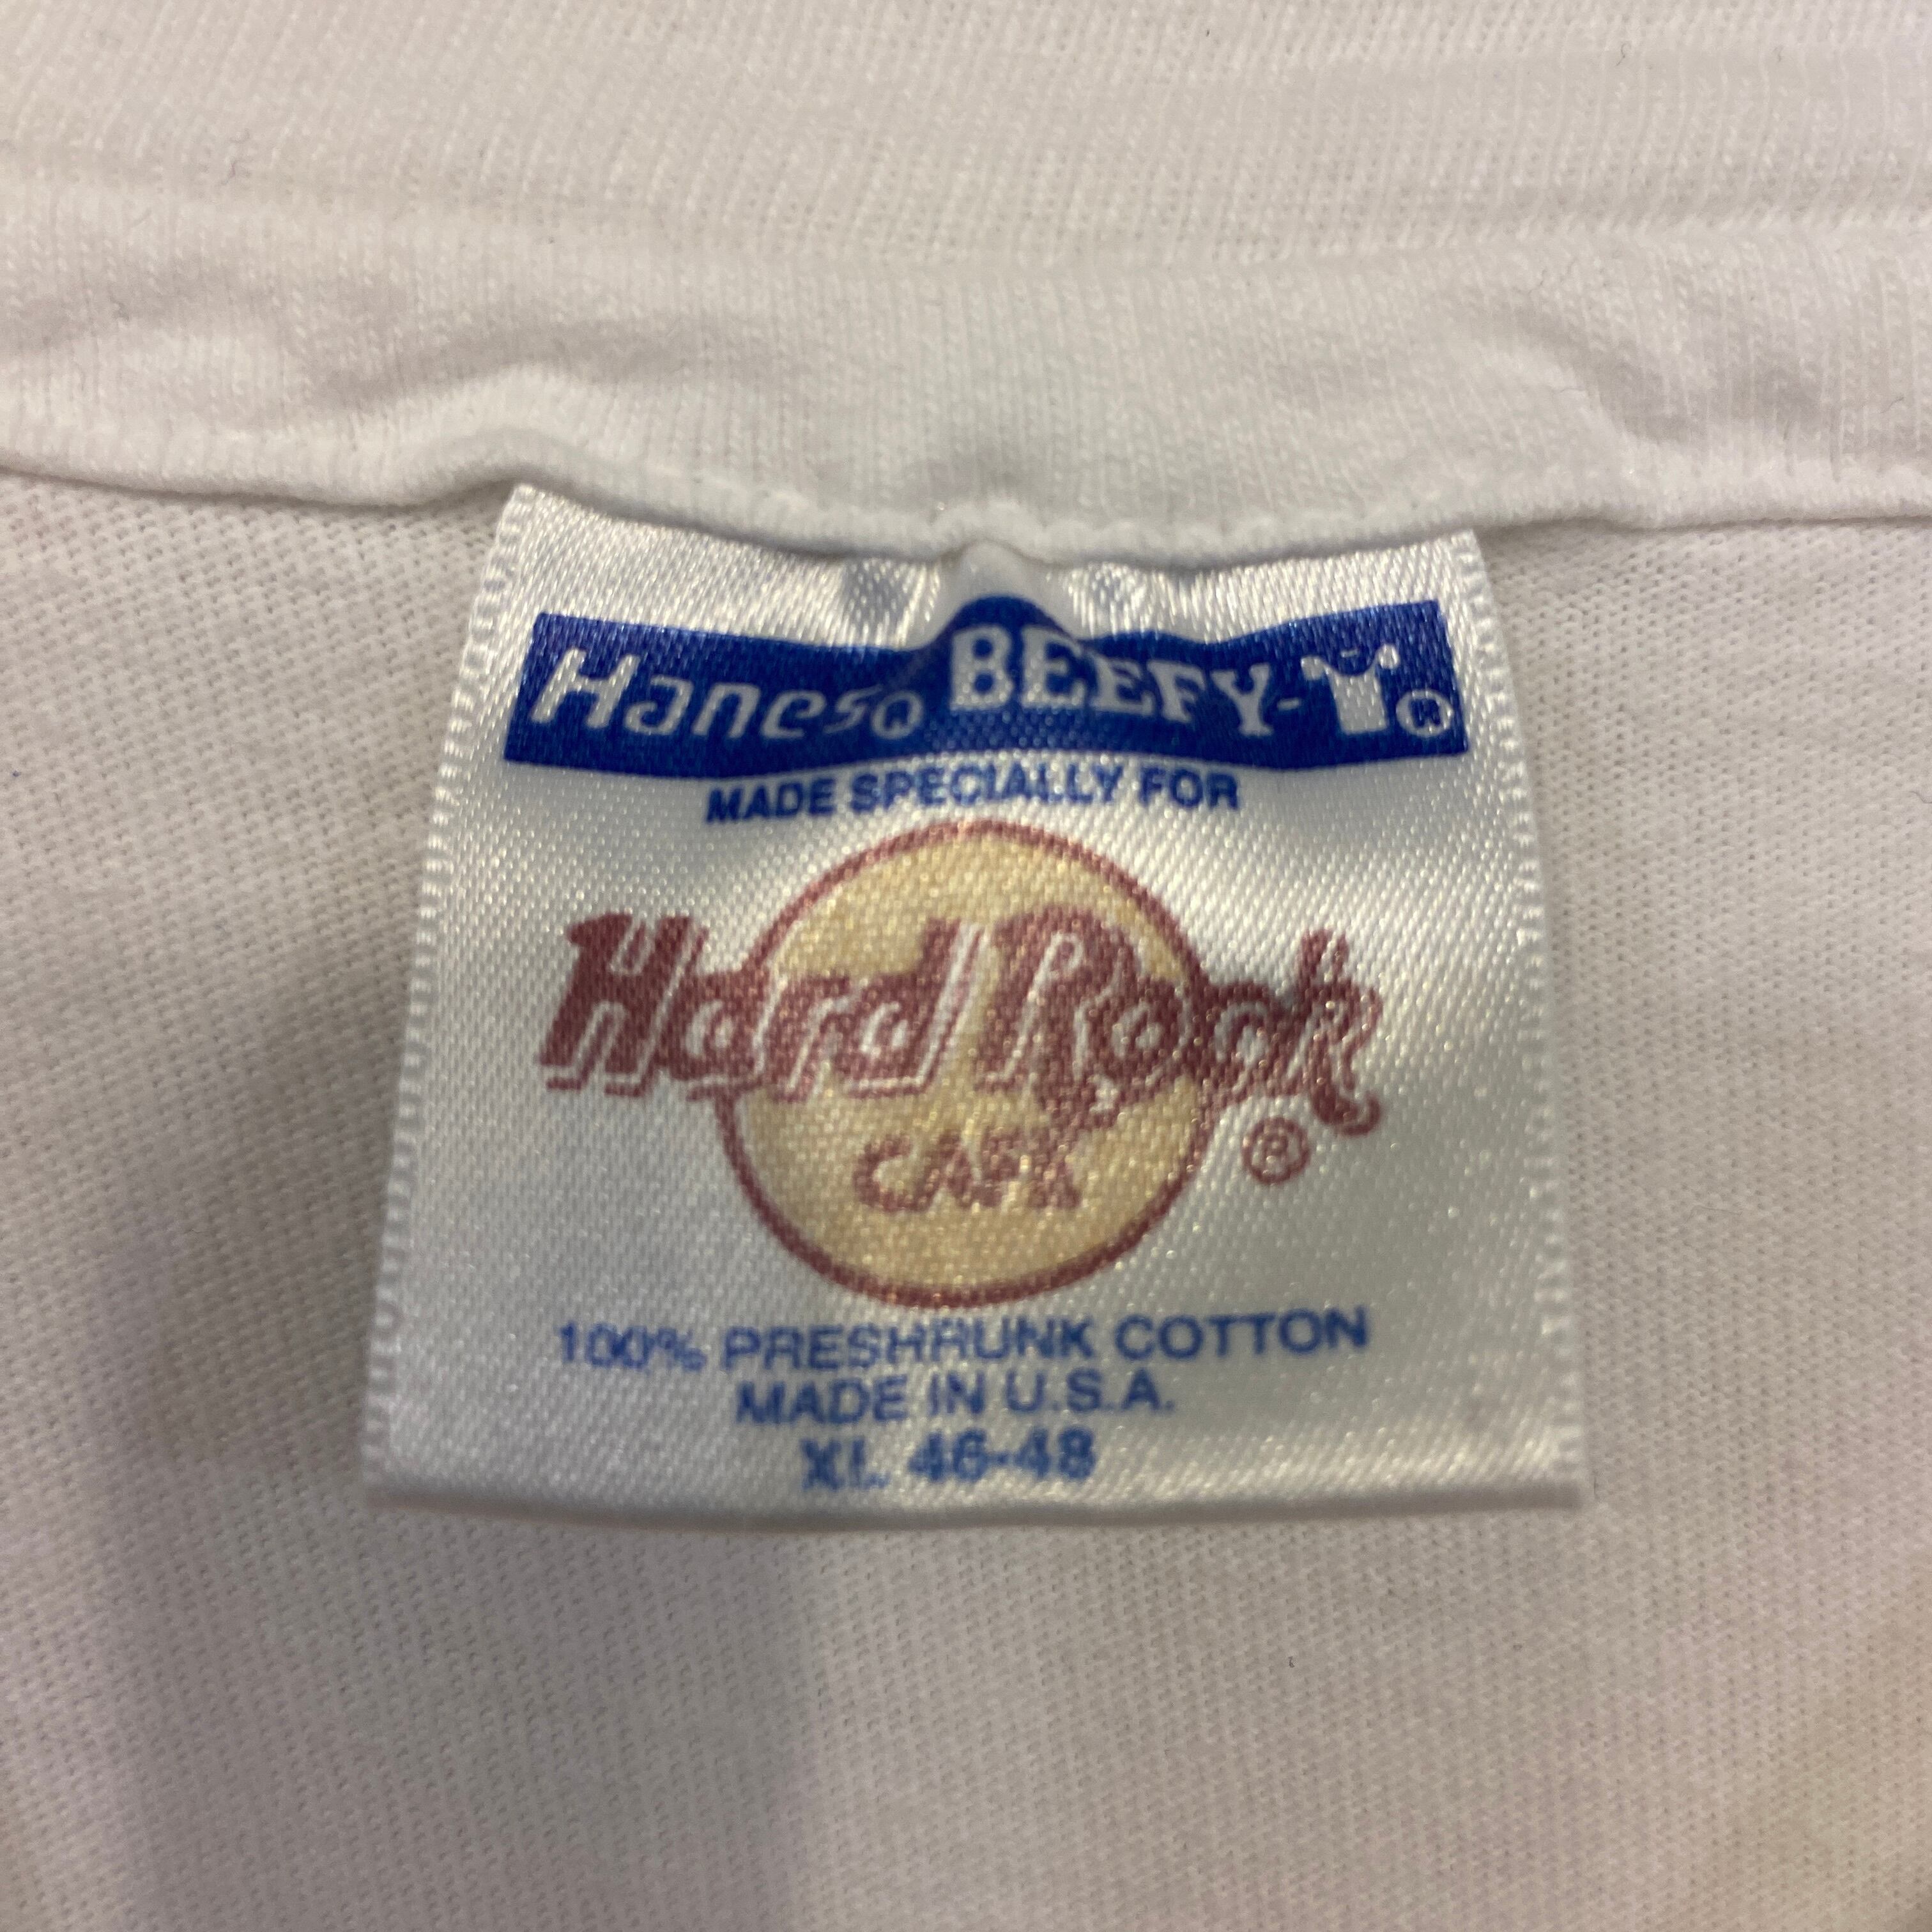 Hanes® BEEFY-T®
MADE SPECIALLY FOR
Hard Rock
CAFE
®
100% PRESHRUNK COTTON
MADE IN U.S.A.
XL 46-48